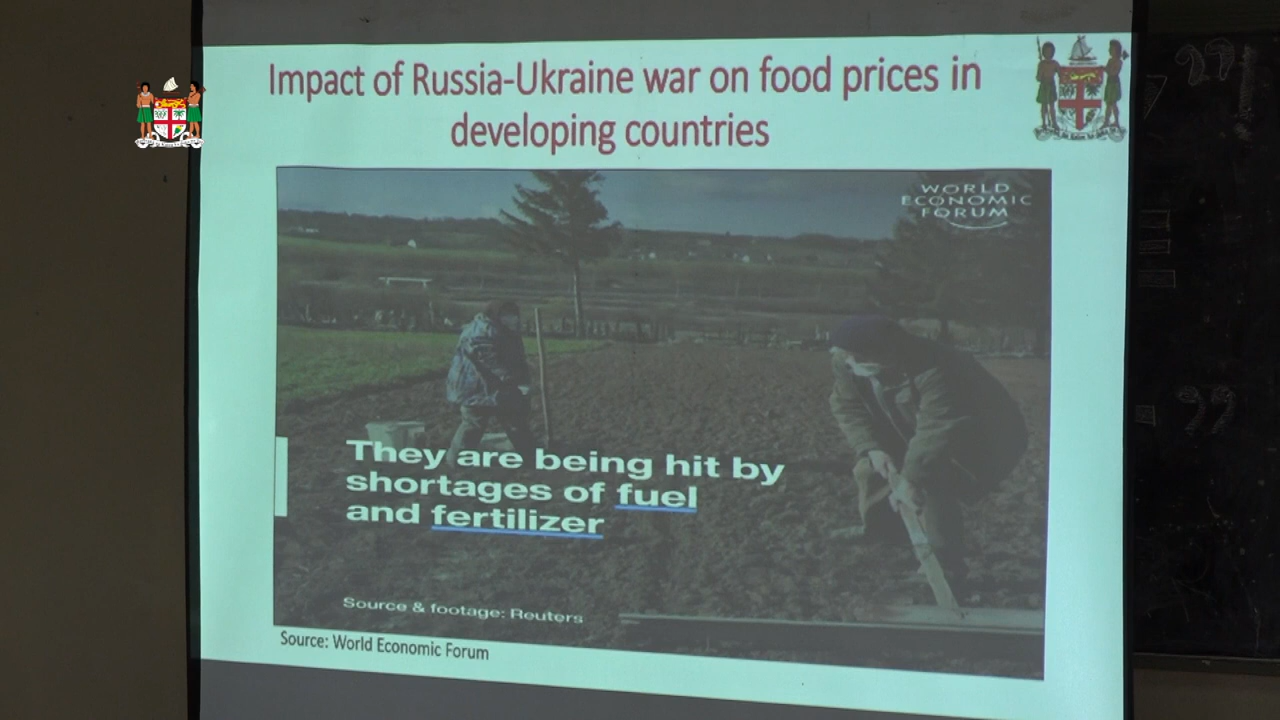 Impact of Russia-Ukraine war on food prices in
developing countries
WORLD
ECONOMIC
FORUM
They are being hit by
shortages of fuel
and fertilizer
Source & footage: Reuters
Source: World Economic Forum